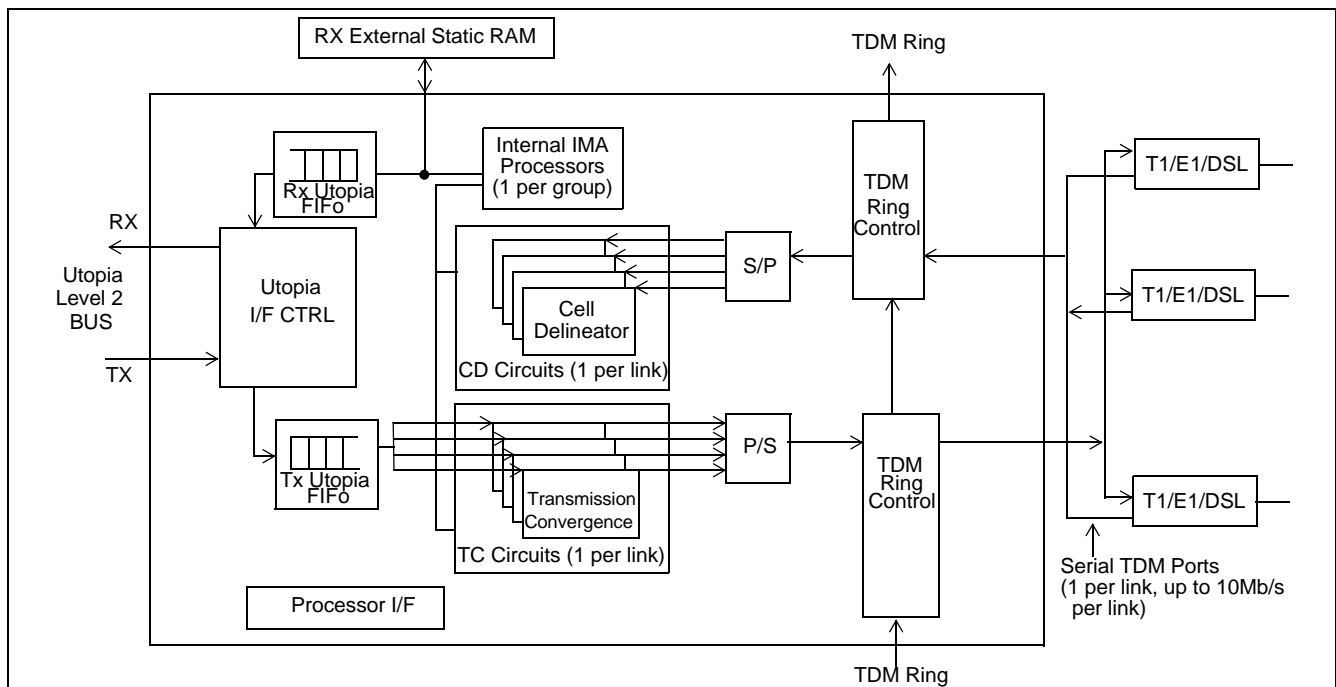 RX External Static RAM
TDM Ring
Internal IMA
Processors
(1 per group)
Rx Utopia
FIFo
TDM
Ring
Control
T1/E1/DSL
RX
Utopia
Level 2
BUS
TX
Utopia
I/F CTRL
S/P
Cell
Delineator
CD Circuits (1 per link)
T1/E1/DSL
Tx Utopia
FIFo
P/S
TDM
Ring
Control
Transmission
Convergence
TC Circuits (1 per link)
T1/E1/DSL
Serial TDM Ports
(1 per link, up to 10Mb/s
per link)
Processor I/F
TDM Ring